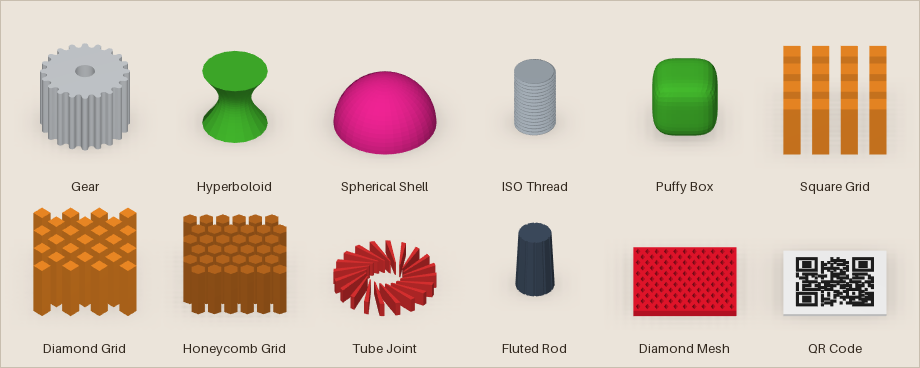 Gear
Hyperboloid
Spherical Shell
ISO Thread
Puffy Box
Square Grid
Diamond Grid
Honeycomb Grid
Tube Joint
Fluted Rod
Diamond Mesh
QR Code